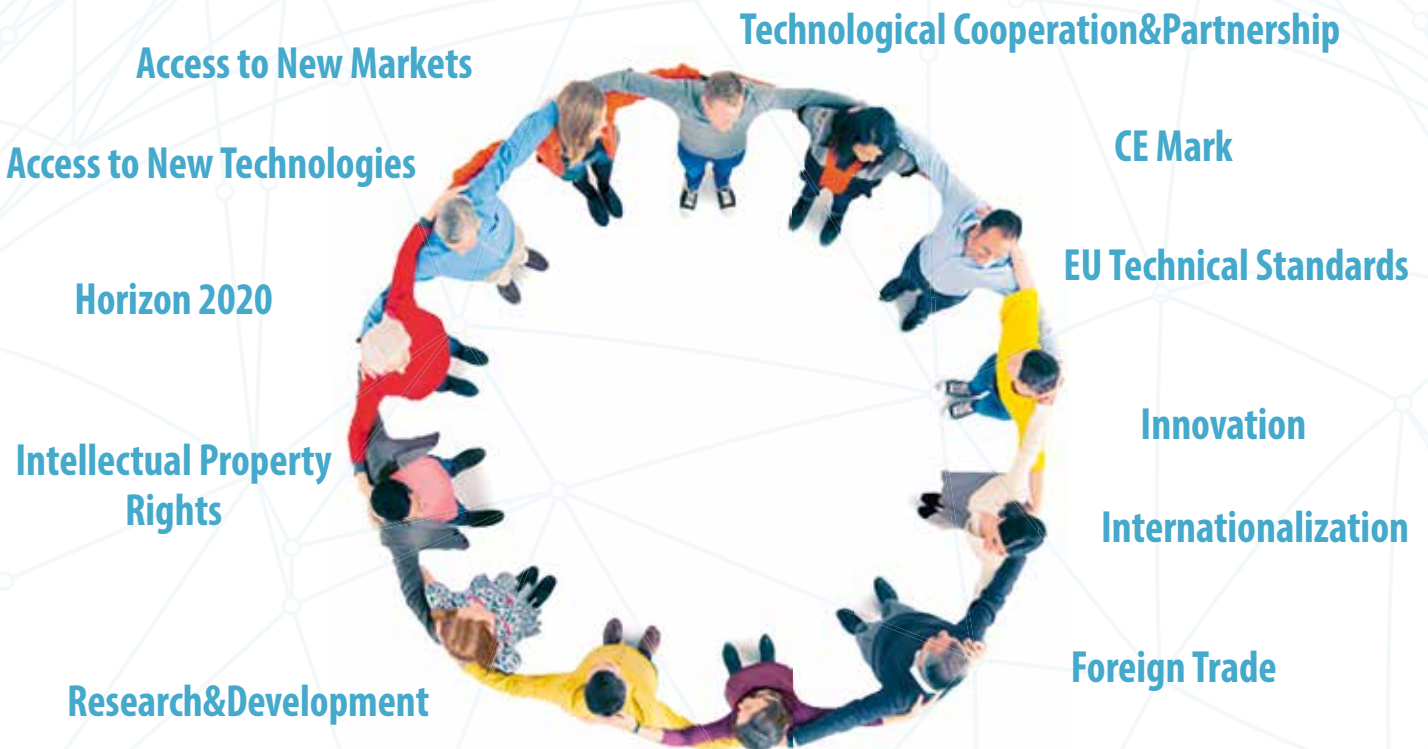 Technological Cooperation&Partnership
Access to New Markets
CE Mark
Access to New Technologies
EU Technical Standards
Horizon 2020
Innovation
Intellectual Property
Rights
Internationalization
Foreign Trade
Research&Development